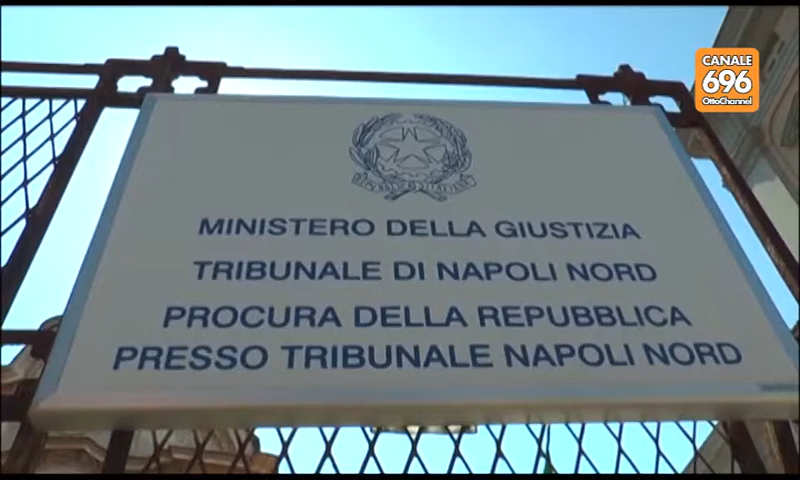 CANALE
696
OttoChannel
MINISTERO DELLA GIUSTIZIA
TRIBUNALE DI NAPOLI NORD
PROCURA DELLA REPUBBLICA
PRESSO TRIBUNALE NAPOLI NORD